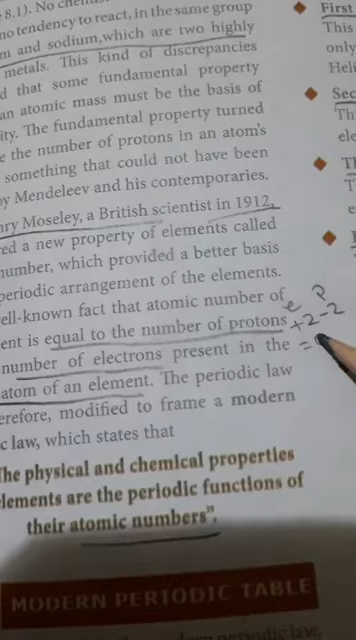 8.1). No
no tendency to react, in the same group
m and sodium,which are two highly
metals. This kind of discrepancies
d that some fundamental property
an atomic mass must be the basis of
ity. The fundamental property turned
e the number of protons in an atom's
something that could not have been
by Mendeleev and his contemporaries.
nry Moseley, a British scientist in 1912,
ed a new property of elements called
number, which provided a better basis
periodic arrangement of the elements.
ell-known fact that atomic number of
ent is equal to the number of protons
number of electrons present in the
atom of an element. The periodic law
erefore, modified to frame a modern
c law, which states that
he physical and chemical properties
lements are the periodic functions of
their atomic numbers".
MODERN PERIODIC TABLE
First
This
only
Heli
Sec
Th
ele
T
e
e P
+2-2
=